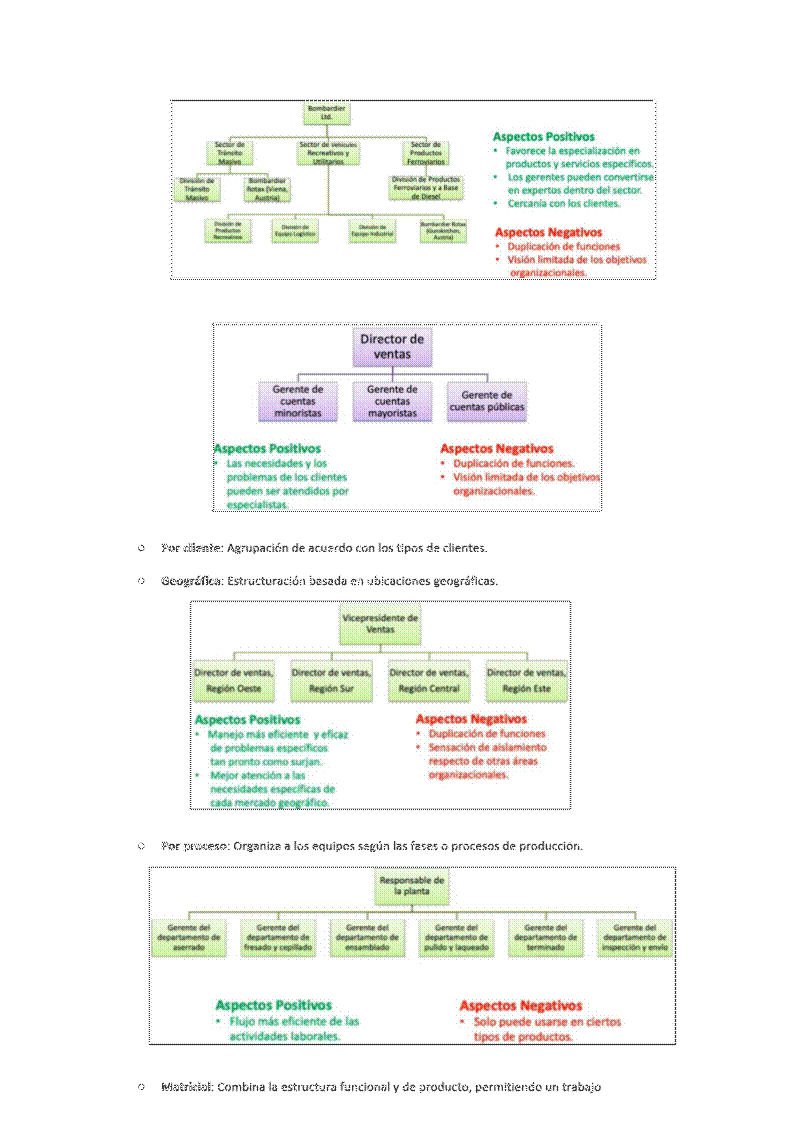 Bombardier
Ltd.
Sector de
Tránsito
Masivo
Sector de Vehículos
Recreativos y
Utilitarios
Sector de
Productos
Ferroviarios
División de
Tránsito
Masivo
Bombardier
Rotax (Viena,
Austria)
División de Productos
Ferroviarios y a Base
de Diesel
División de
Productos
Recreativos
División de
Equipo Logístico
División de
Equipo Industrial
Bombardier Rotax
(Gunskirchen,
Austria)
Aspectos Positivos
• Favorece la especialización en
productos y servicios específicos.
• Los gerentes pueden convertirse
en expertos dentro del sector.
• Cercanía con los clientes.
Aspectos Negativos
• Duplicación de funciones
• Visión limitada de los objetivos
organizacionales.
Director de
ventas
Gerente de
cuentas
minoristas
Gerente de
cuentas
mayoristas
Gerente de
cuentas públicas
Aspectos Positivos
• Las necesidades y los
problemas de los clientes
pueden ser atendidos por
especialistas.
Aspectos Negativos
• Duplicación de funciones.
• Visión limitada de los objetivos
organizacionales.
○ Por cliente: Agrupación de acuerdo con los tipos de clientes.
○ Geográfica: Estructuración basada en ubicaciones geográficas.
Vicepresidente de
Ventas
Director de ventas,
Región Oeste
Director de ventas,
Región Sur
Director de ventas,
Región Central
Director de ventas,
Región Este
Aspectos Positivos
• Manejo más eficiente y eficaz
de problemas específicos
tan pronto como surjan.
• Mejor atención a las
necesidades específicas de
cada mercado geográfico.
Aspectos Negativos
• Duplicación de funciones
• Sensación de aislamiento
respecto de otras áreas
organizacionales.
○ Por proceso: Organiza a los equipos según las fases o procesos de producción.
Responsable de
la planta
Gerente del
departamento de
aserrado
Gerente del
departamento de
fresado y cepillado
Gerente del
departamento de
ensamblado
Gerente del
departamento de
pulido y laqueado
Gerente del
departamento de
terminado
Gerente del
departamento de
inspección y envío
Aspectos Positivos
• Flujo más eficiente de las
actividades laborales.
Aspectos Negativos
• Solo puede usarse en ciertos
tipos de productos.
○ Matricial: Combina la estructura funcional y de producto, permitiendo un trabajo